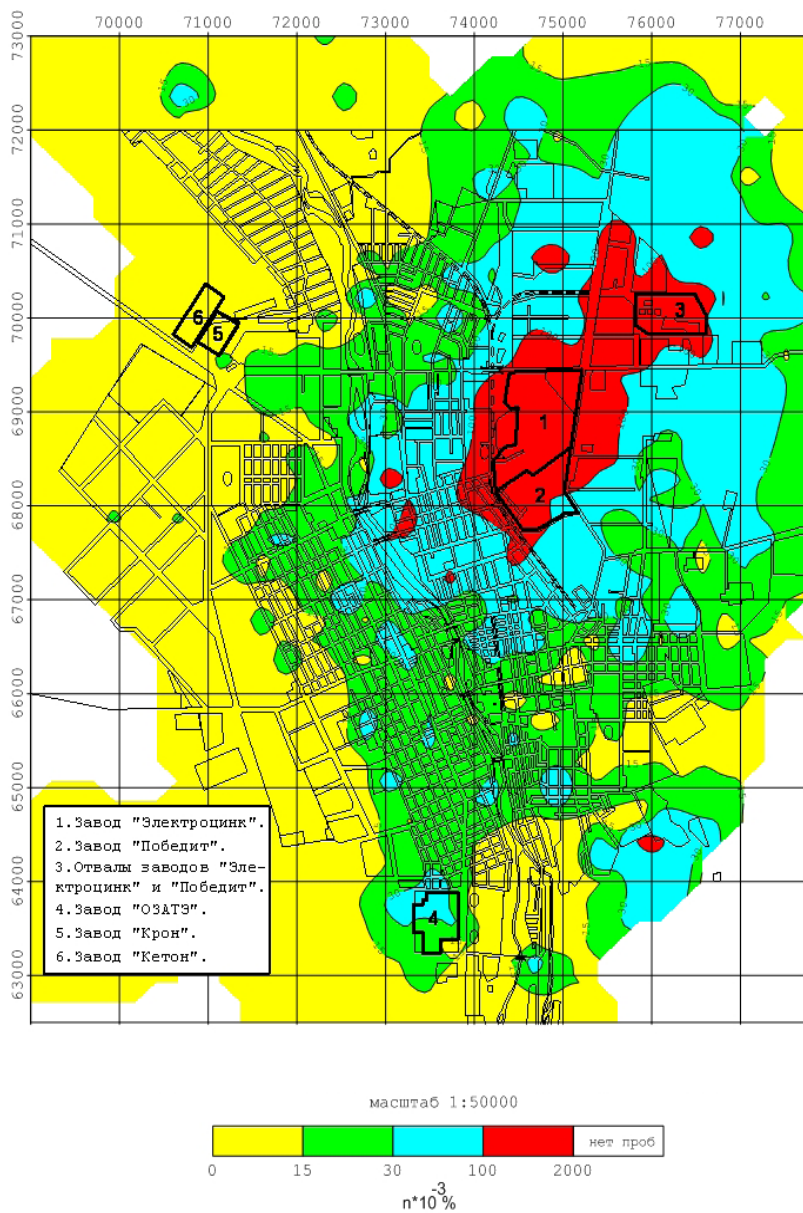 70000 71000 72000 73000 74000 75000 76000 77000
73000
72000
71000
70000
69000
68000
67000
66000
65000
64000
63000
6
5
3
1
2
4
1.Завод "Электроцинк".
2.Завод "Победит".
3.Отвалы заводов "Эле-
ктроцинк" и "Победит".
4.Завод "ОЗАТЭ".
5.Завод "Крон".
6.Завод "Кетон".
масштаб 1:50000
нет проб
0 15 30 100 2000
n*10 -3 %